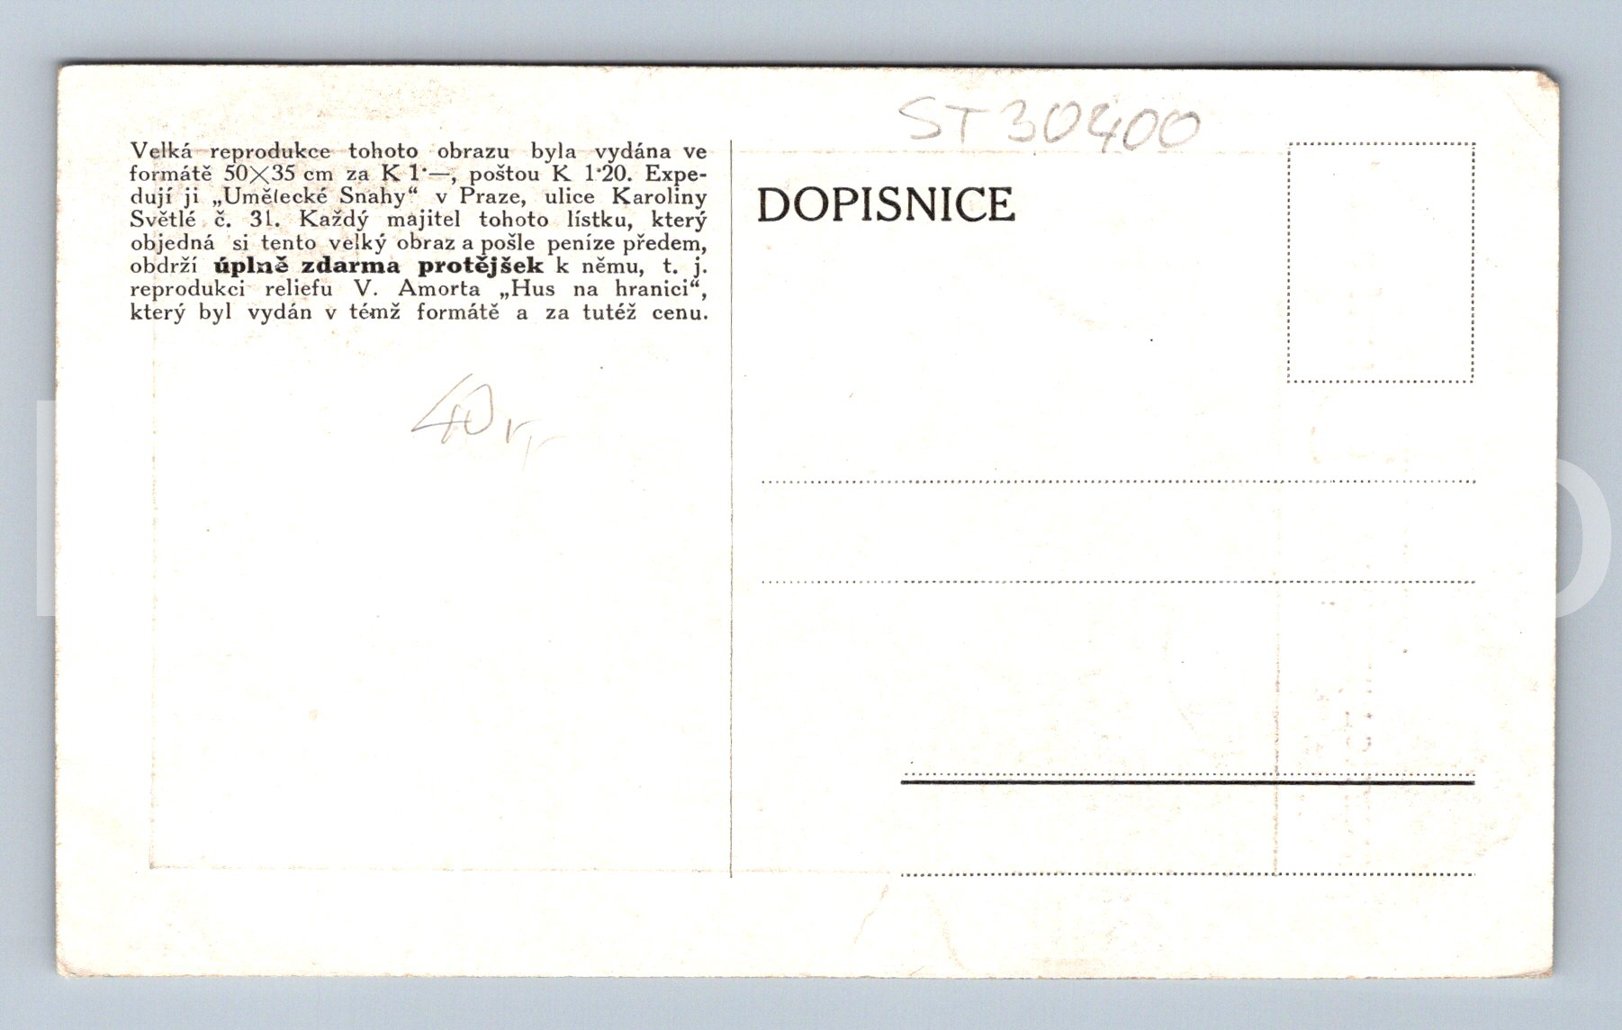 ST 30400
Velká reprodukce tohoto obrazu byla vydána ve
formátě 50×35 cm za K 1·—, poštou K 1·20. Expe-
dují ji „Umělecké Snahy“ v Praze, ulice Karoliny
Světlé č. 31. Každý majitel tohoto lístku, který
objedná si tento velký obraz a pošle peníze předem,
obdrží úplně zdarma protějšek k němu, t. j.
reprodukci reliefu V. Amorta „Hus na hranici“,
který byl vydán v témž formátě a za tutéž cenu.
DOPISNICE